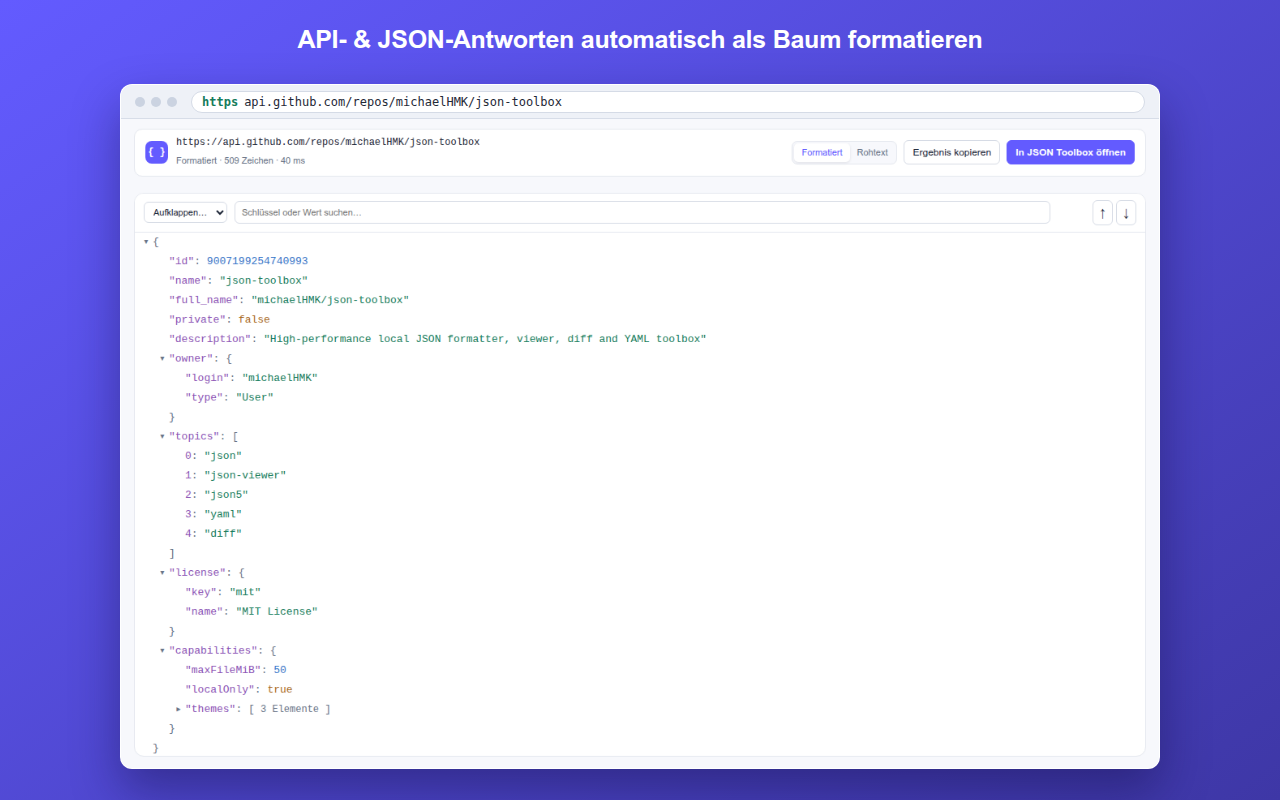 API- & JSON-Antworten automatisch als Baum formatieren
https api.github.com/repos/michaelHMK/json-toolbox
{ } https://api.github.com/repos/michaelHMK/json-toolbox
Formatiert · 509 Zeichen · 40 ms
Formatiert Rohtext Ergebnis kopieren In JSON Toolbox öffnen
Aufklappen… Schlüssel oder Wert suchen… ↑ ↓
▾ {
"id": 9007199254740993
"name": "json-toolbox"
"full_name": "michaelHMK/json-toolbox"
"private": false
"description": "High-performance local JSON formatter, viewer, diff and YAML toolbox"
▾ "owner": {
"login": "michaelHMK"
"type": "User"
}
▾ "topics": [
0: "json"
1: "json-viewer"
2: "json5"
3: "yaml"
4: "diff"
]
▾ "license": {
"key": "mit"
"name": "MIT License"
}
▾ "capabilities": {
"maxFileMiB": 50
"localOnly": true
▸ "themes": [ 3 Elemente ]
}
}